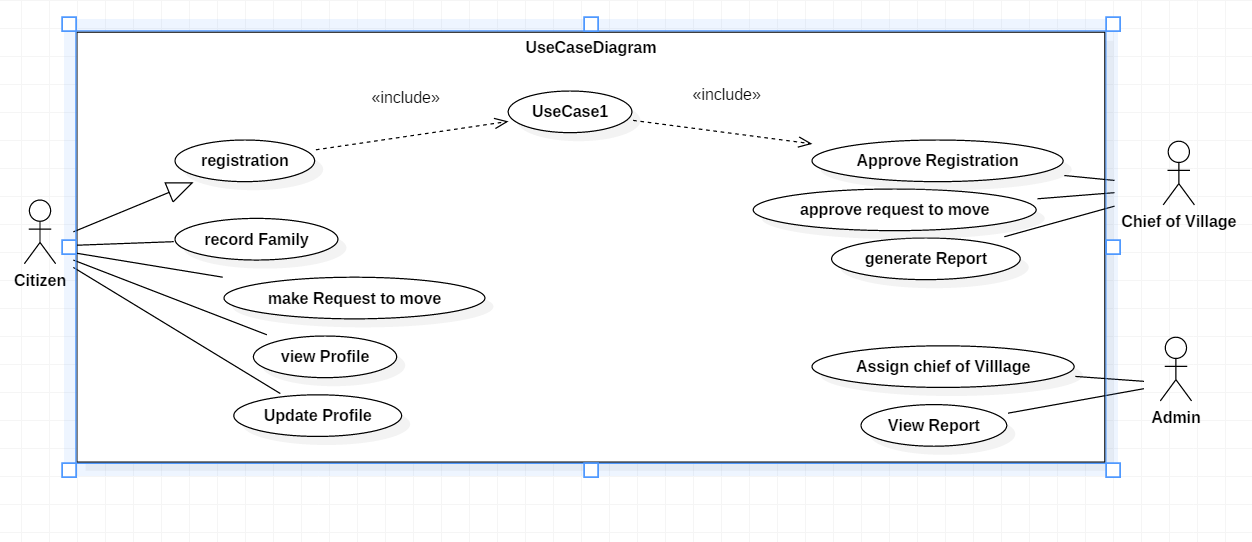 UseCaseDiagram
«include»
«include»
UseCase1
registration
Approve Registration
approve request to move
Chief of Village
record Family
generate Report
Citizen
make Request to move
view Profile
Assign chief of Villlage
Update Profile
Admin
View Report